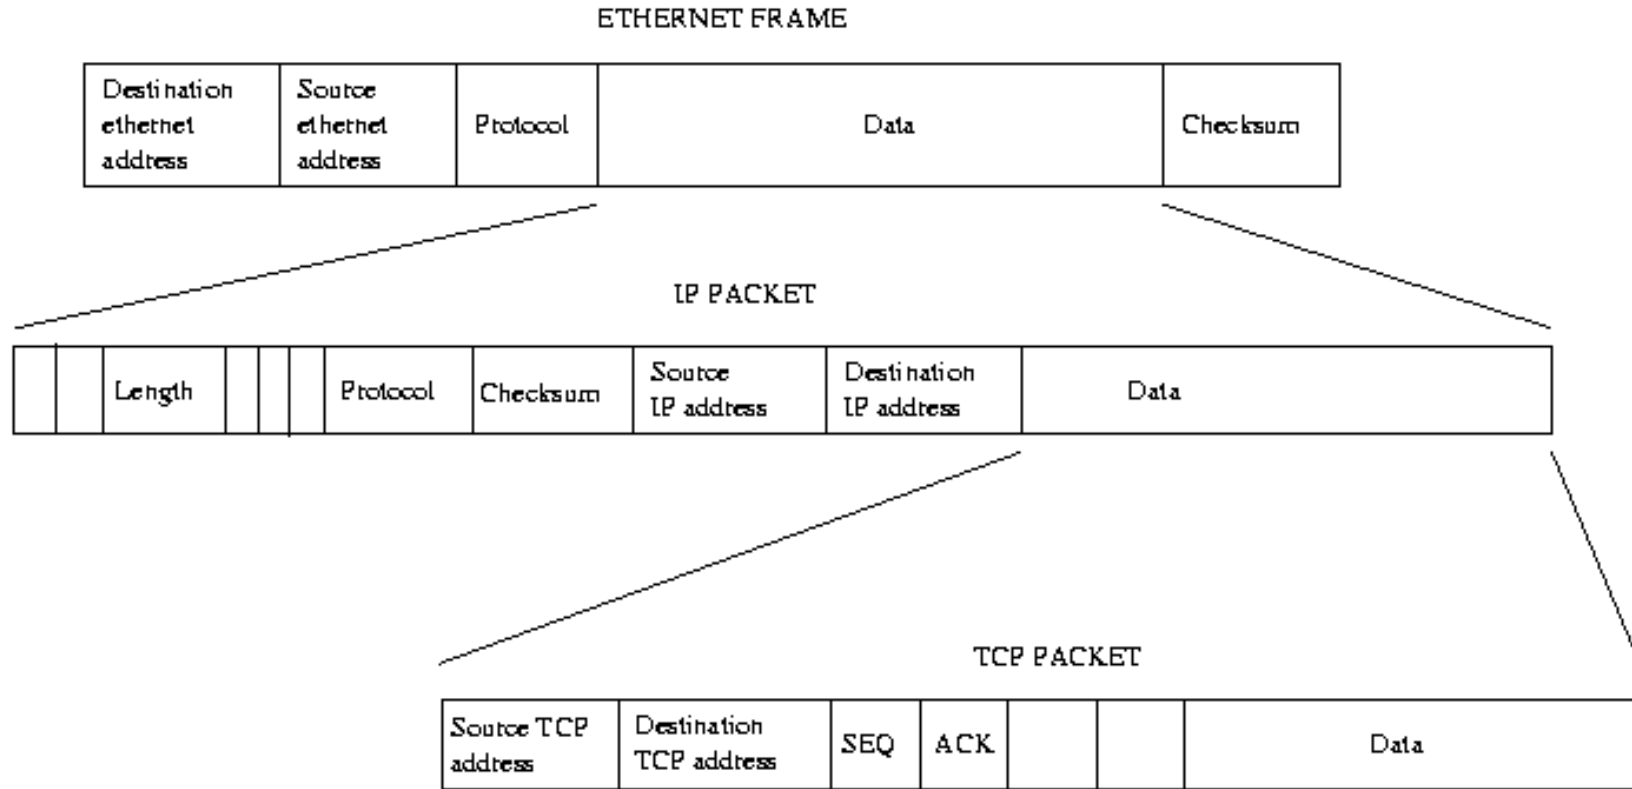 ETHERNET FRAME
Destination
ethernet
address
Source
ethernet
address
Protocol
Data
Checksum
IP PACKET
Length
Protocol
Checksum
Source
IP address
Destination
IP address
Data
TCP PACKET
Source TCP
address
Destination
TCP address
SEQ
ACK
Data